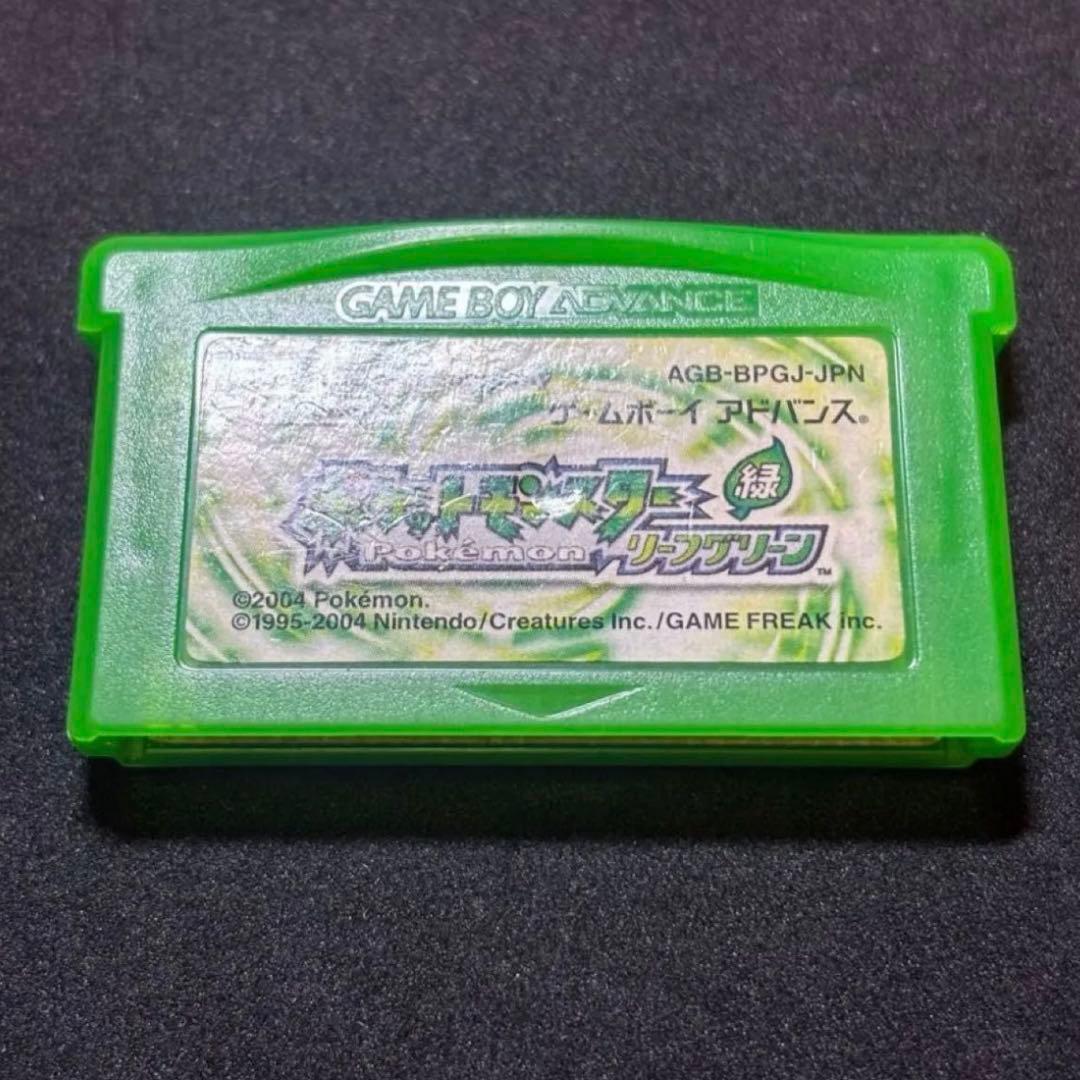 GAME BOY ADVANCE
AGB-BPGJ-JPN
ゲームボーイ アドバンス®
ポケットモンスター
緑
Pokémon
リーフグリーン™
©2004 Pokémon.
©1995-2004 Nintendo/Creatures Inc./GAME FREAK inc.